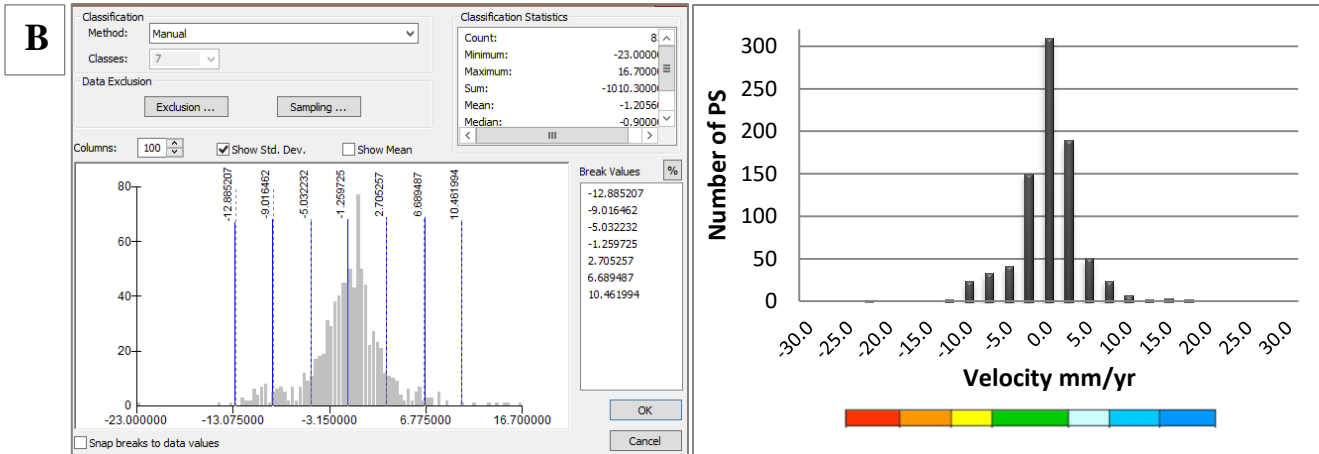 B
Classification
Method: Manual
Classes: 7
Data Exclusion
Exclusion ... Sampling ...
Classification Statistics
Count: 8
Minimum: -23.0000
Maximum: 16.7000
Sum: -1010.3000
Mean: -1.2056
Median: -0.9000
Columns: 100 Show Std. Dev. Show Mean
Break Values %
-12.885207
-9.016462
-5.032232
-1.259725
2.705257
6.689487
10.461994
80
60
40
20
0
-12.885207 -9.016462 -5.032232 -1.259725 2.705257 6.689487 10.461994
-23.000000 -13.075000 -3.150000 6.775000 16.700000
Snap breaks to data values
OK
Cancel
Number of PS
300
250
200
150
100
50
0
-30.0 -25.0 -20.0 -15.0 -10.0 -5.0 0.0 5.0 10.0 15.0 20.0 25.0 30.0
Velocity mm/yr